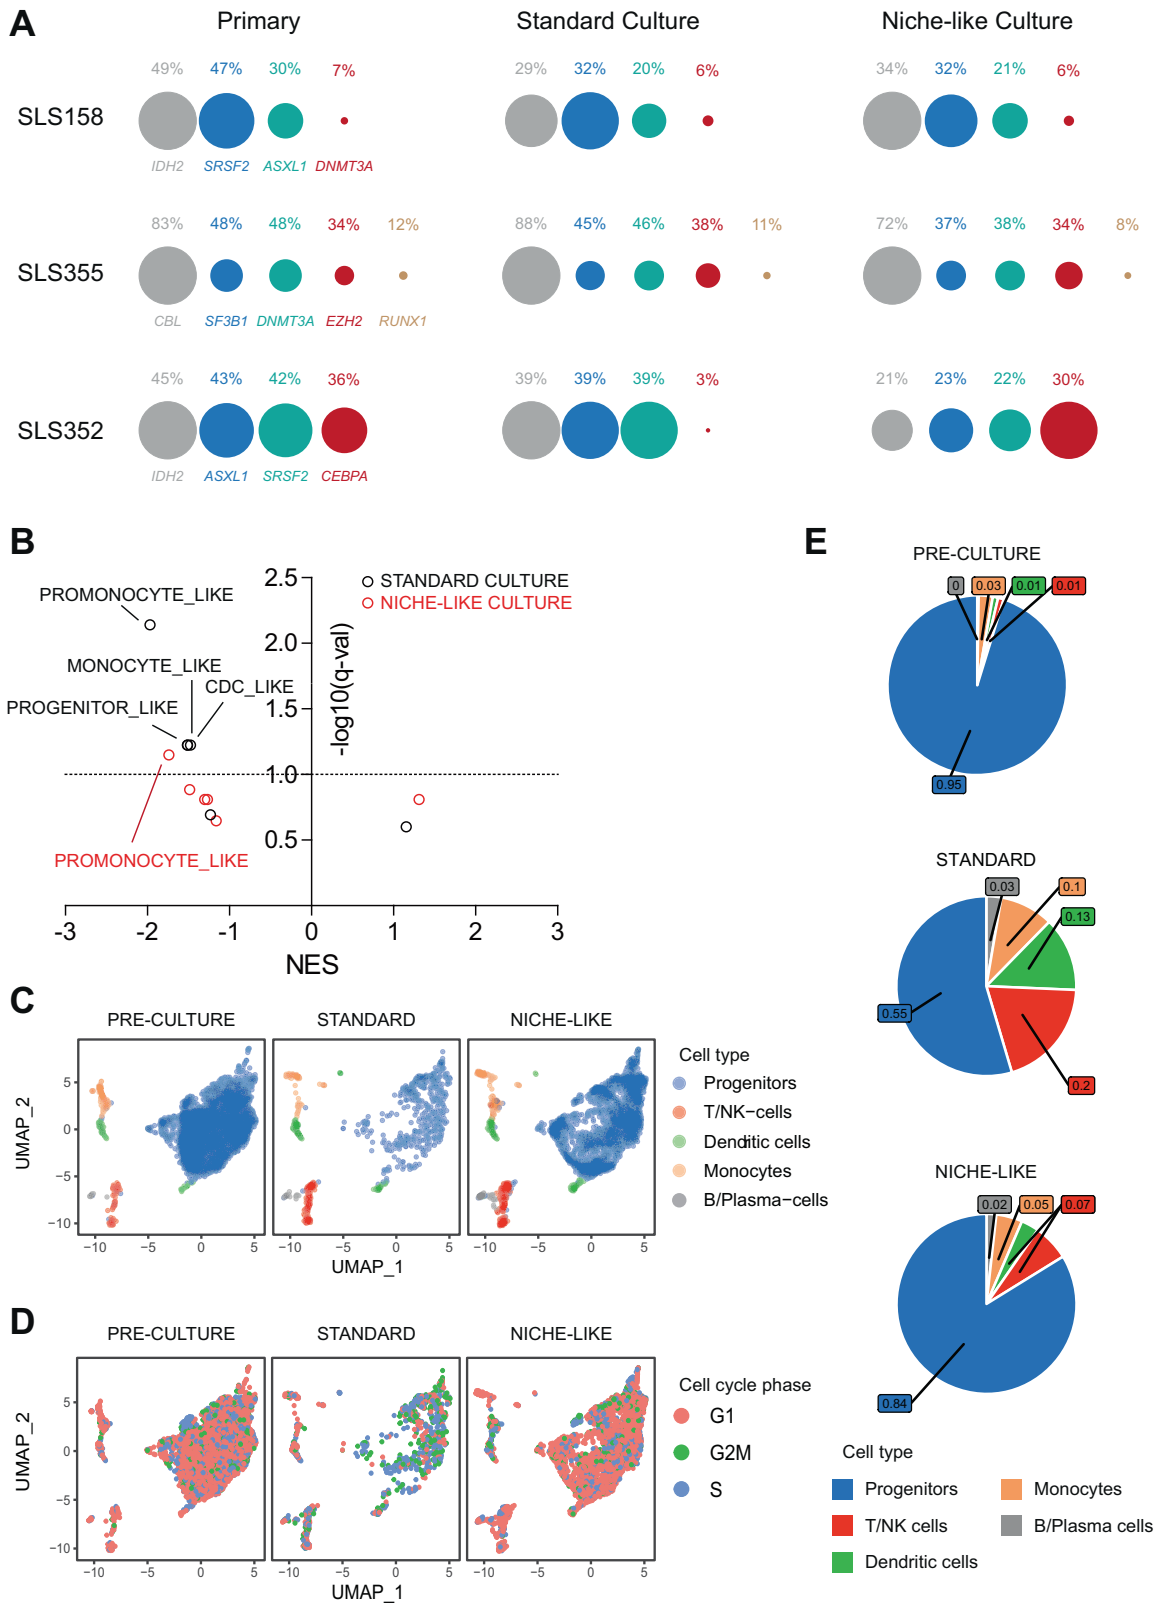 A
Primary
Standard Culture
Niche-like Culture
49% 47% 30% 7%
29% 32% 20% 6%
34% 32% 21% 6%
SLS158
IDH2 SRSF2 ASXL1 DNMT3A
83% 48% 48% 34% 12%
88% 45% 46% 38% 11%
72% 37% 38% 34% 8%
SLS355
CBL SF3B1 DNMT3A EZH2 RUNX1
45% 43% 42% 36%
39% 39% 39% 3%
21% 23% 22% 30%
SLS352
IDH2 ASXL1 SRSF2 CEBPA
B
2.5
2.0
1.5
1.0
0.5
-log10(q-val)
STANDARD CULTURE
NICHE-LIKE CULTURE
PROMONOCYTE_LIKE
MONOCYTE_LIKE
CDC_LIKE
PROGENITOR_LIKE
PROMONOCYTE_LIKE
-3 -2 -1 0 1 2 3
NES
C
PRE-CULTURE
STANDARD
NICHE-LIKE
UMAP_2
5
0
−5
−10
−10 −5 0 5
−10 −5 0 5
−10 −5 0 5
UMAP_1
Cell type
Progenitors
T/NK−cells
Dendritic cells
Monocytes
B/Plasma−cells
D
PRE-CULTURE
STANDARD
NICHE-LIKE
UMAP_2
5
0
−5
−10
−10 −5 0 5
−10 −5 0 5
−10 −5 0 5
UMAP_1
Cell cycle phase
G1
G2M
S
E
PRE-CULTURE
0 0.03 0.01 0.01
0.95
STANDARD
0.03 0.1
0.13
0.55
0.2
NICHE-LIKE
0.02 0.05 0.07
0.84
Cell type
Progenitors
T/NK cells
Dendritic cells
Monocytes
B/Plasma cells